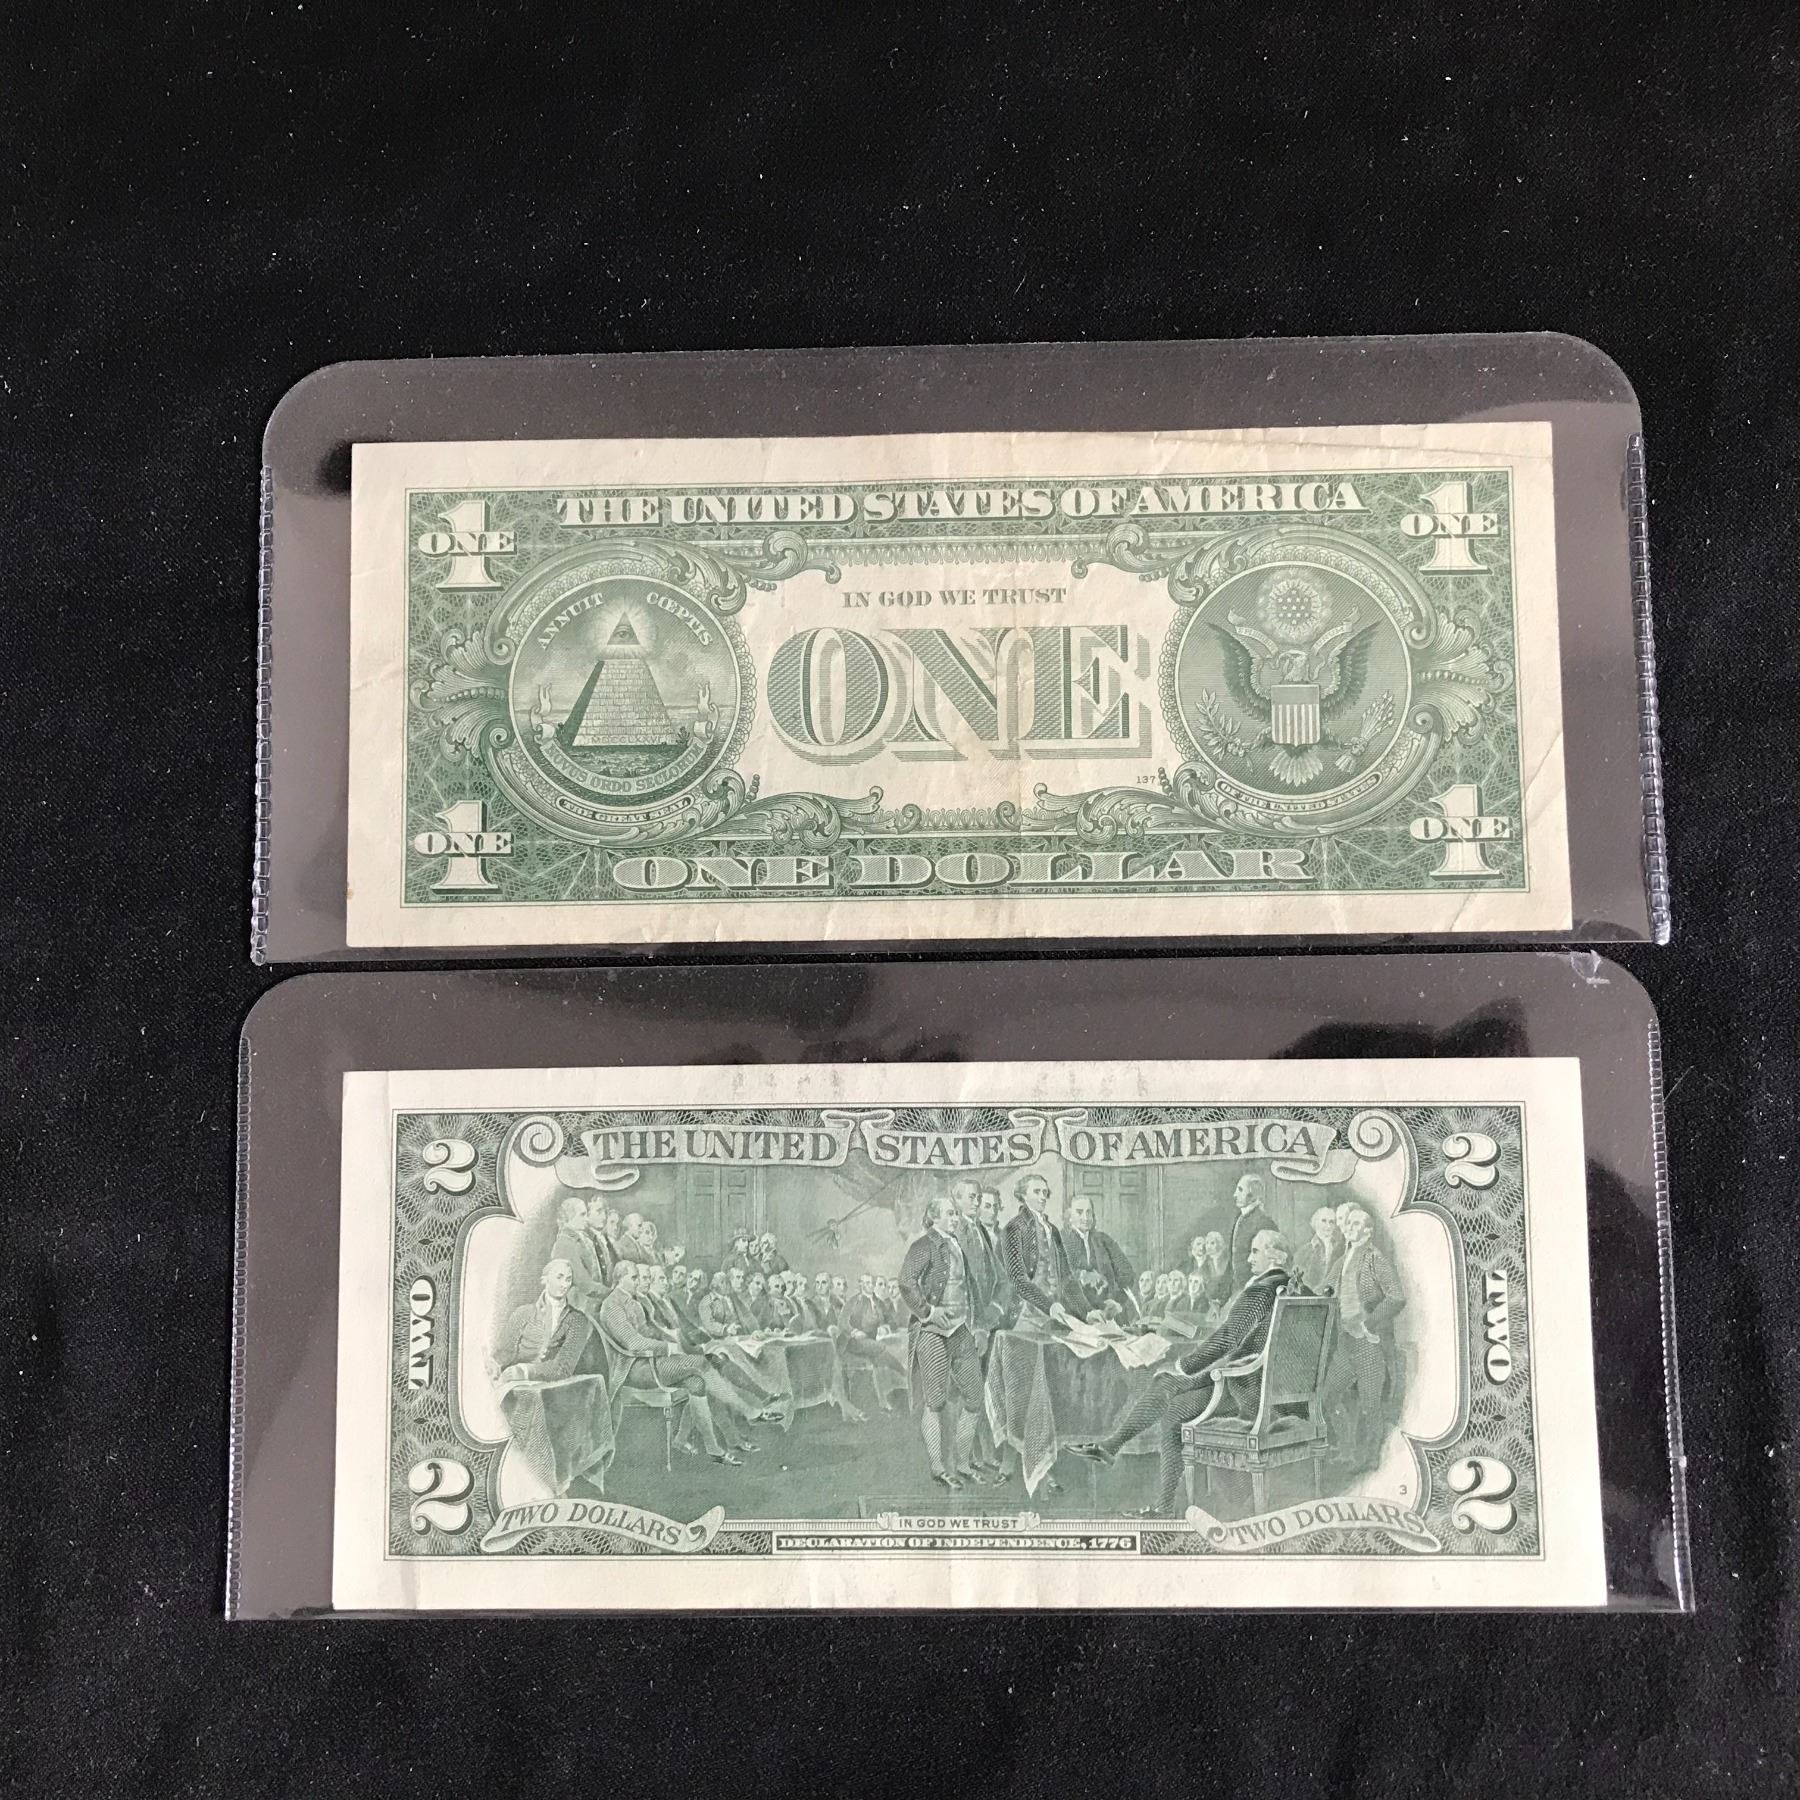 THE UNITED STATES OF AMERICA
1 ONE
1 ONE
ANNUIT CŒPTIS
IN GOD WE TRUST
ONE
NOVUS ORDO SECLORUM
THE GREAT SEAL
137
OF THE UNITED STATES
1 ONE
1 ONE
ONE DOLLAR
THE UNITED STATES OF AMERICA
2
2
TWO
TWO
3
2
2
TWO DOLLARS
IN GOD WE TRUST
TWO DOLLARS
DECLARATION OF INDEPENDENCE, 1776